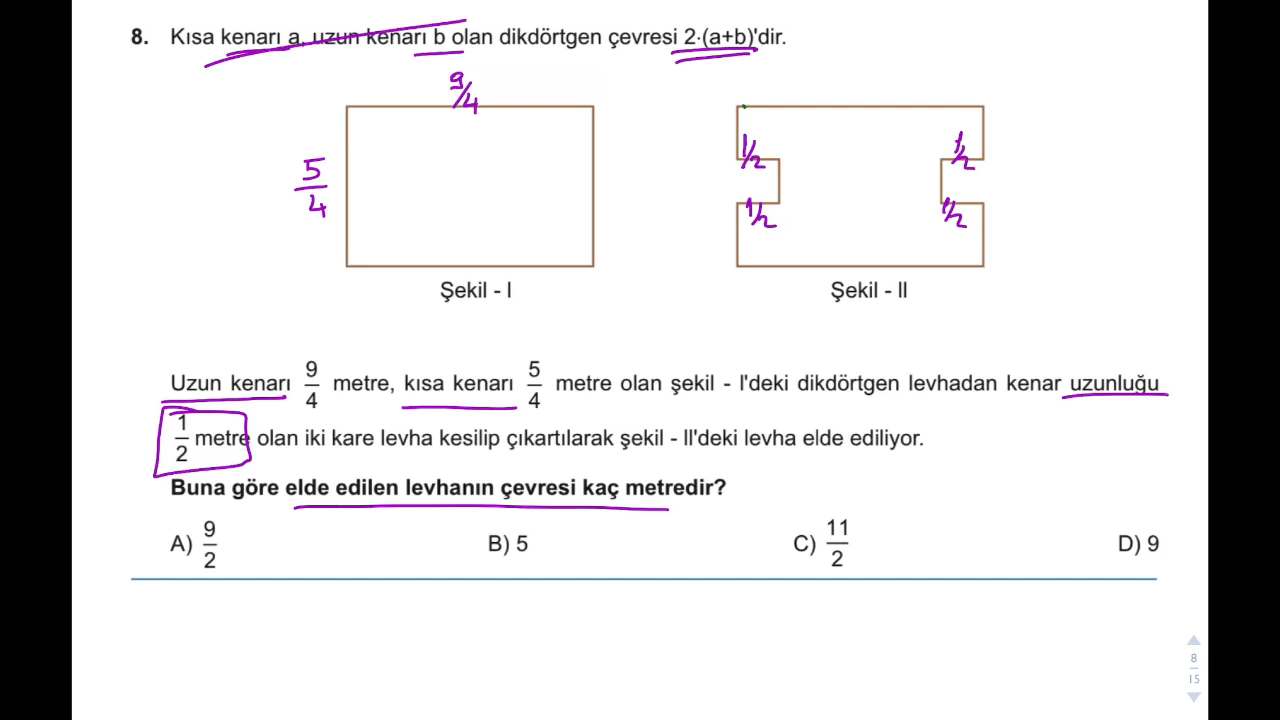 8. Kısa kenarı a, uzun kenarı b olan dikdörtgen çevresi 2·(a+b)'dir.
9/4
5/4
1/2 1/2
1/2 1/2
Şekil - I Şekil - II
Uzun kenarı 9/4 metre, kısa kenarı 5/4 metre olan şekil - I'deki dikdörtgen levhadan kenar uzunluğu
1/2 metre olan iki kare levha kesilip çıkartılarak şekil - II'deki levha elde ediliyor.
Buna göre elde edilen levhanın çevresi kaç metredir?
A) 9/2 B) 5 C) 11/2 D) 9
8
15